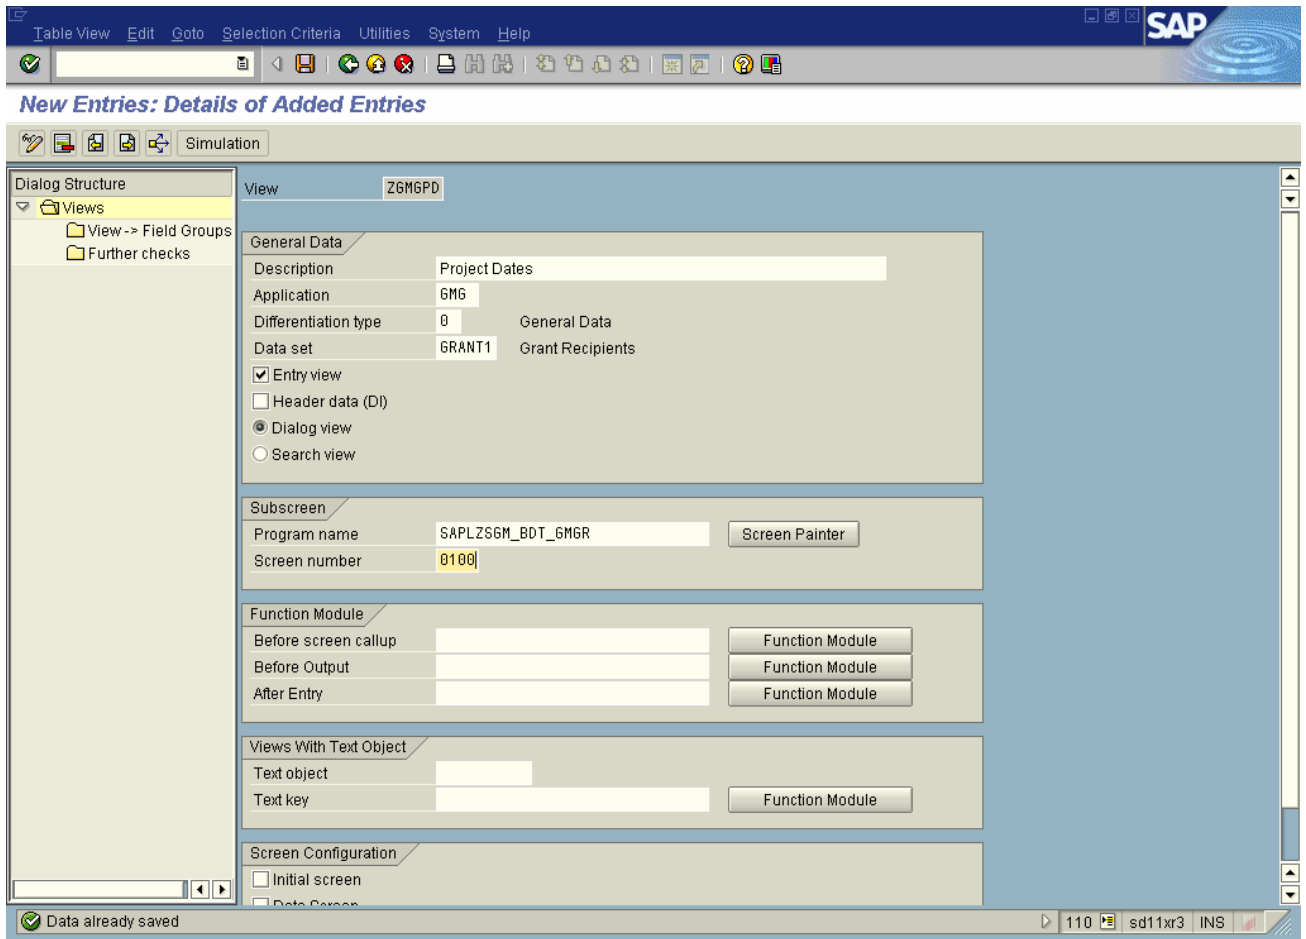 Table View Edit Goto Selection Criteria Utilities System Help
SAP
New Entries: Details of Added Entries
Simulation
Dialog Structure
Views
View -> Field Groups
Further checks
View ZGMGPD
General Data
Description Project Dates
Application GMG
Differentiation type 0 General Data
Data set GRANT1 Grant Recipients
Entry view
Header data (DI)
Dialog view
Search view
Subscreen
Program name SAPLZSGM_BDT_GMGR Screen Painter
Screen number 0100
Function Module
Before screen callup Function Module
Before Output Function Module
After Entry Function Module
Views With Text Object
Text object
Text key Function Module
Screen Configuration
Initial screen
Data Screen
Data already saved 110 sd11xr3 INS